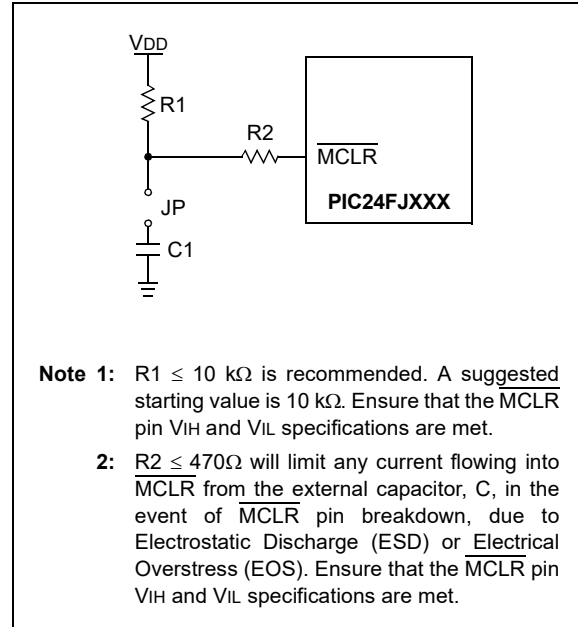 VDD
R1
R2
MCLR
JP
PIC24FJXXX
C1
Note 1: R1 ≤ 10 kΩ is recommended. A suggested
starting value is 10 kΩ. Ensure that the MCLR
pin VIH and VIL specifications are met.
2: R2 ≤ 470Ω will limit any current flowing into
MCLR from the external capacitor, C, in the
event of MCLR pin breakdown, due to
Electrostatic Discharge (ESD) or Electrical
Overstress (EOS). Ensure that the MCLR pin
VIH and VIL specifications are met.